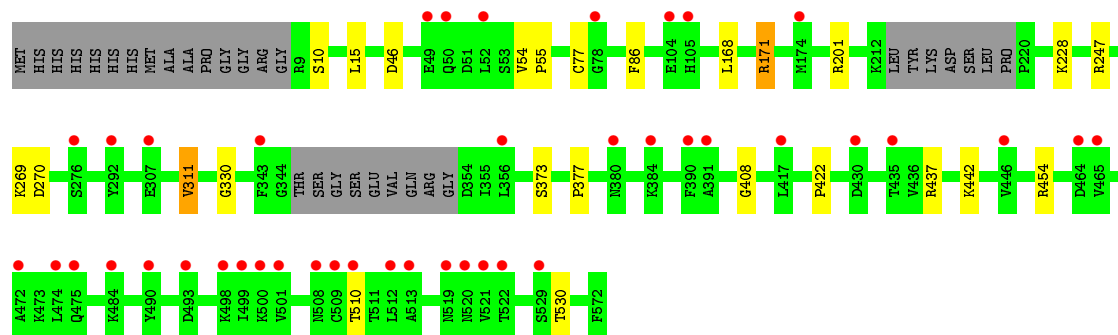 MET HIS HIS HIS HIS HIS HIS MET ALA ALA PRO GLY GLY ARG GLY R9 S10 L15 D46 E49 Q50 D51 L52 S53 V54 P55 C77 G78 F86 E104 H105 L168 R171 M174 R201 K212 LEU TYR LYS ASP SER LEU PRO P220 K228 R247
K269 D270 S276 Y292 E307 V311 G330 F343 G344 THR SER GLY SER GLU VAL GLN ARG GLY D354 I355 L356 S373 P377 N380 K384 F390 A391 G408 L417 P422 D430 T435 V436 R437 K442 V446 R454 D464 V465
A472 K473 L474 Q475 K484 Y490 D493 K498 I499 K500 V501 N508 C509 T510 T511 L512 A513 N519 N520 V521 T522 S529 T530 F572